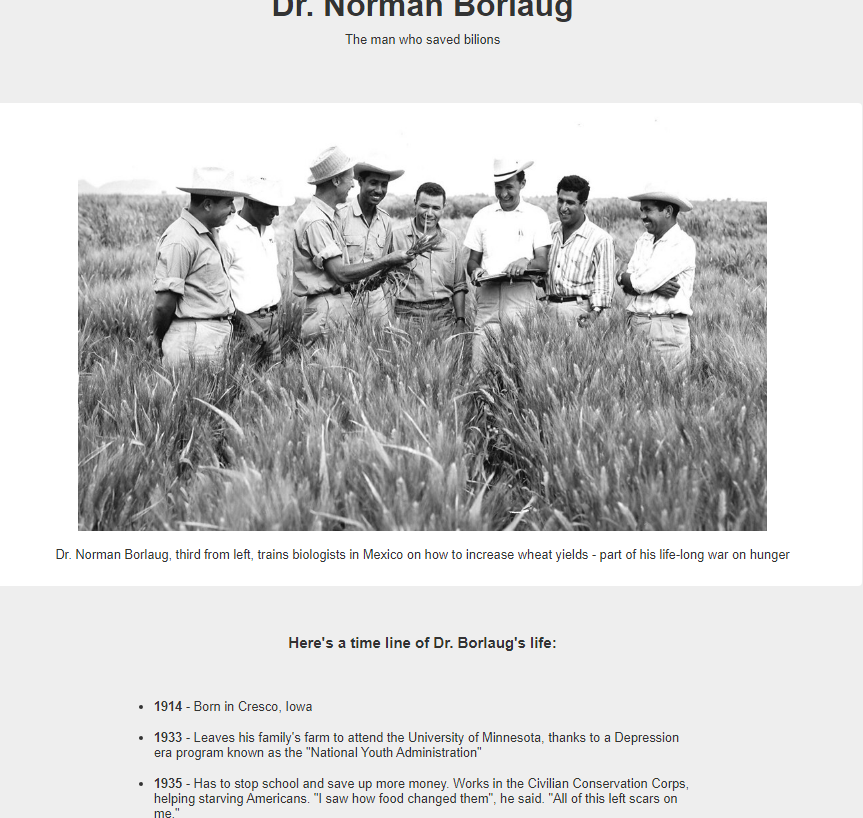 Dr. Norman Borlaug
The man who saved bilions
Dr. Norman Borlaug, third from left, trains biologists in Mexico on how to increase wheat yields - part of his life-long war on hunger
Here's a time line of Dr. Borlaug's life:
• 1914 - Born in Cresco, Iowa
• 1933 - Leaves his family's farm to attend the University of Minnesota, thanks to a Depression
era program known as the "National Youth Administration"
• 1935 - Has to stop school and save up more money. Works in the Civilian Conservation Corps,
helping starving Americans. "I saw how food changed them", he said. "All of this left scars on
me."